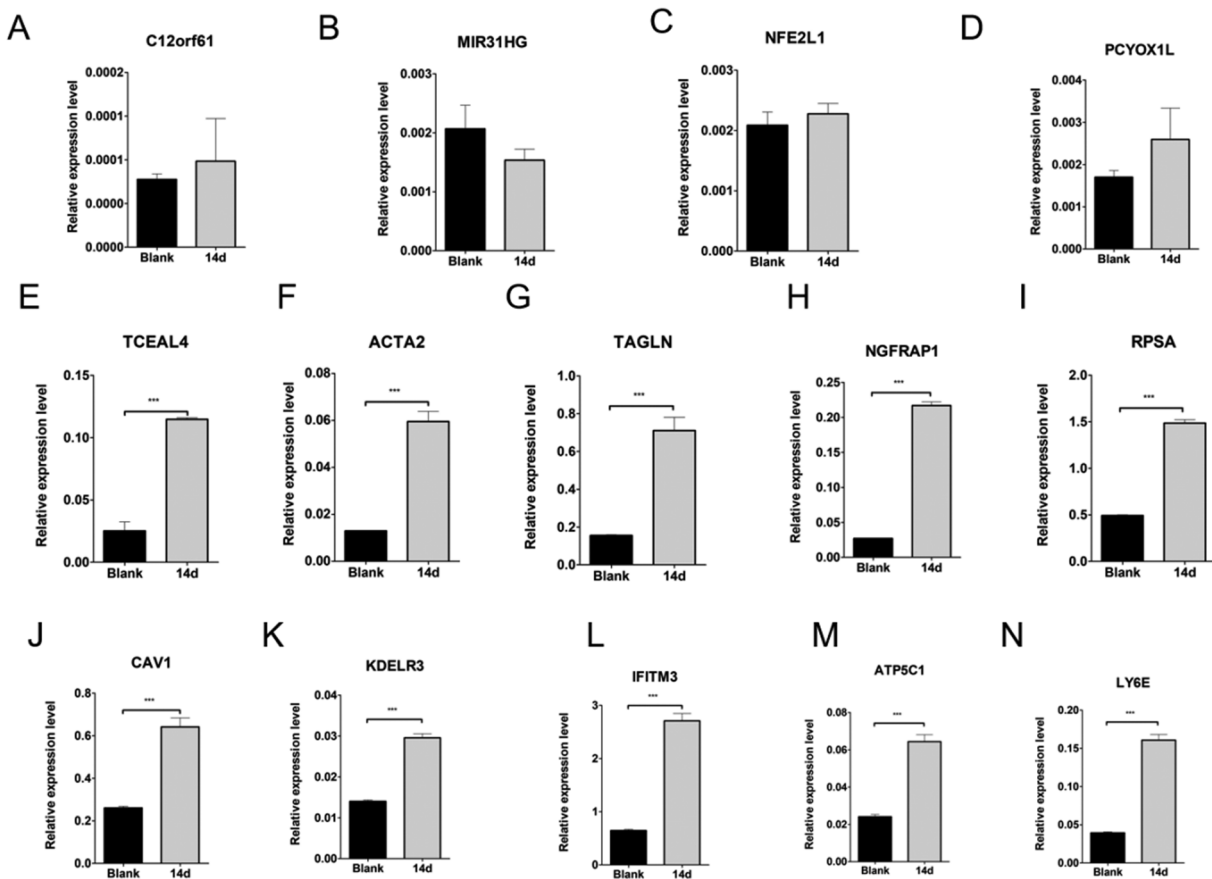 A
C12orf61
Relative expression level
0.0002
0.0001
0.0001
0.0000
0.0000
Blank 14d
B
MIR31HG
Relative expression level
0.003
0.002
0.001
0.000
Blank 14d
C
NFE2L1
Relative expression level
0.003
0.002
0.001
0.000
Blank 14d
D
PCYOX1L
Relative expression level
0.004
0.003
0.002
0.001
0.000
Blank 14d
E
TCEAL4
Relative expression level
0.15
0.10
0.05
0.00
***
Blank 14d
F
ACTA2
Relative expression level
0.08
0.06
0.04
0.02
0.00
***
Blank 14d
G
TAGLN
Relative expression level
1.0
0.8
0.6
0.4
0.2
0.00
***
Blank 14d
H
NGFRAP1
Relative expression level
0.25
0.20
0.15
0.10
0.05
0.00
***
Blank 14d
I
RPSA
Relative expression level
2.0
1.5
1.0
0.5
0.0
***
Blank 14d
J
CAV1
Relative expression level
0.8
0.6
0.4
0.2
0.0
***
Blank 14d
K
KDELR3
Relative expression level
0.04
0.03
0.02
0.01
0.00
***
Blank 14d
L
IFITM3
Relative expression level
3
2
1
0
***
Blank 14d
M
ATP5C1
Relative expression level
0.08
0.06
0.04
0.02
0.00
***
Blank 14d
N
LY6E
Relative expression level
0.20
0.15
0.10
0.05
0.00
***
Blank 14d